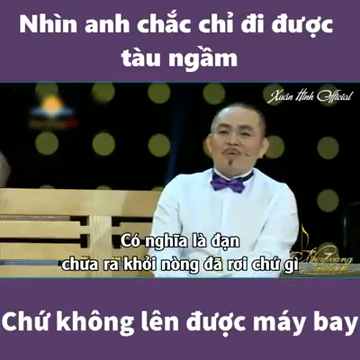 Nhìn anh chắc chỉ đi được
tàu ngầm
Xuân Hinh Official
Có nghĩa là đạn
chưa ra khỏi nòng đã rơi chứ gì
Chứ không lên được máy bay